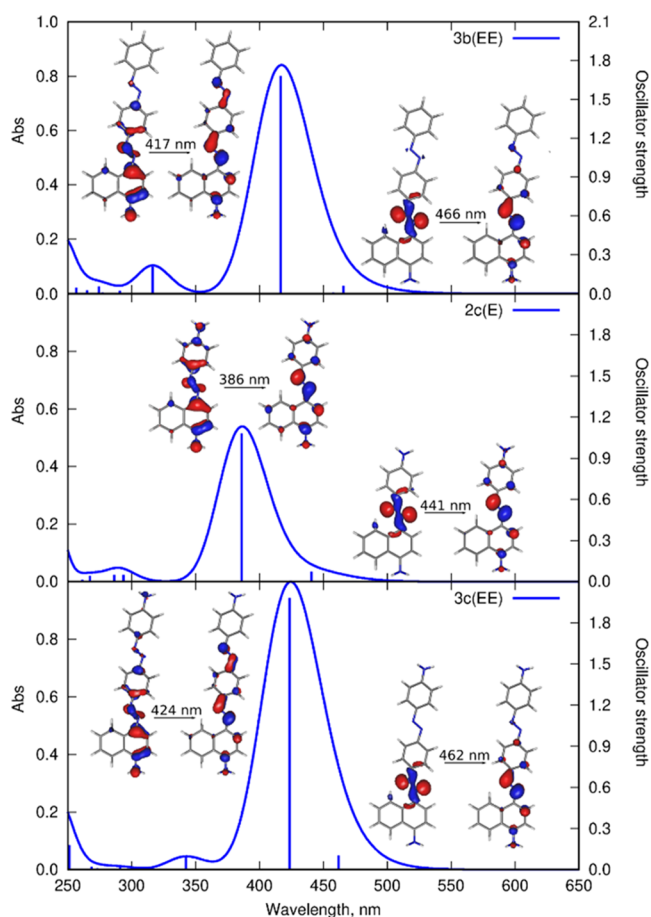 1.0
0.8
0.6
0.4
0.2
0.0
Abs
2.1
1.8
1.5
1.2
0.9
0.6
0.3
0.0
Oscillator strength
3b(EE)
417 nm
466 nm
0.8
0.6
0.4
0.2
0.0
Abs
1.8
1.5
1.2
0.9
0.6
0.3
0.0
Oscillator strength
2c(E)
386 nm
441 nm
0.8
0.6
0.4
0.2
0.0
Abs
1.8
1.5
1.2
0.9
0.6
0.3
0.0
Oscillator strength
3c(EE)
424 nm
462 nm
250 300 350 400 450 500 550 600 650
Wavelength, nm